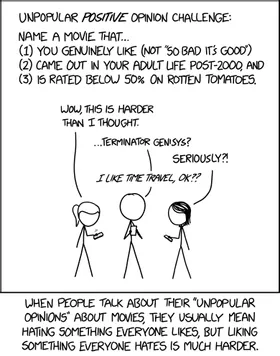 UNPOPULAR POSITIVE OPINION CHALLENGE:
NAME A MOVIE THAT...
(1) YOU GENUINELY LIKE (NOT "SO BAD IT'S GOOD")
(2) CAME OUT IN YOUR ADULT LIFE POST-2000, AND
(3) IS RATED BELOW 50% ON ROTTEN TOMATOES.
WOW, THIS IS HARDER
THAN I THOUGHT.
...TERMINATOR GENISYS?
SERIOUSLY?!
I LIKE TIME TRAVEL, OK??
WHEN PEOPLE TALK ABOUT THEIR "UNPOPULAR
OPINIONS" ABOUT MOVIES, THEY USUALLY MEAN
HATING SOMETHING EVERYONE LIKES, BUT LIKING
SOMETHING EVERYONE HATES IS MUCH HARDER.